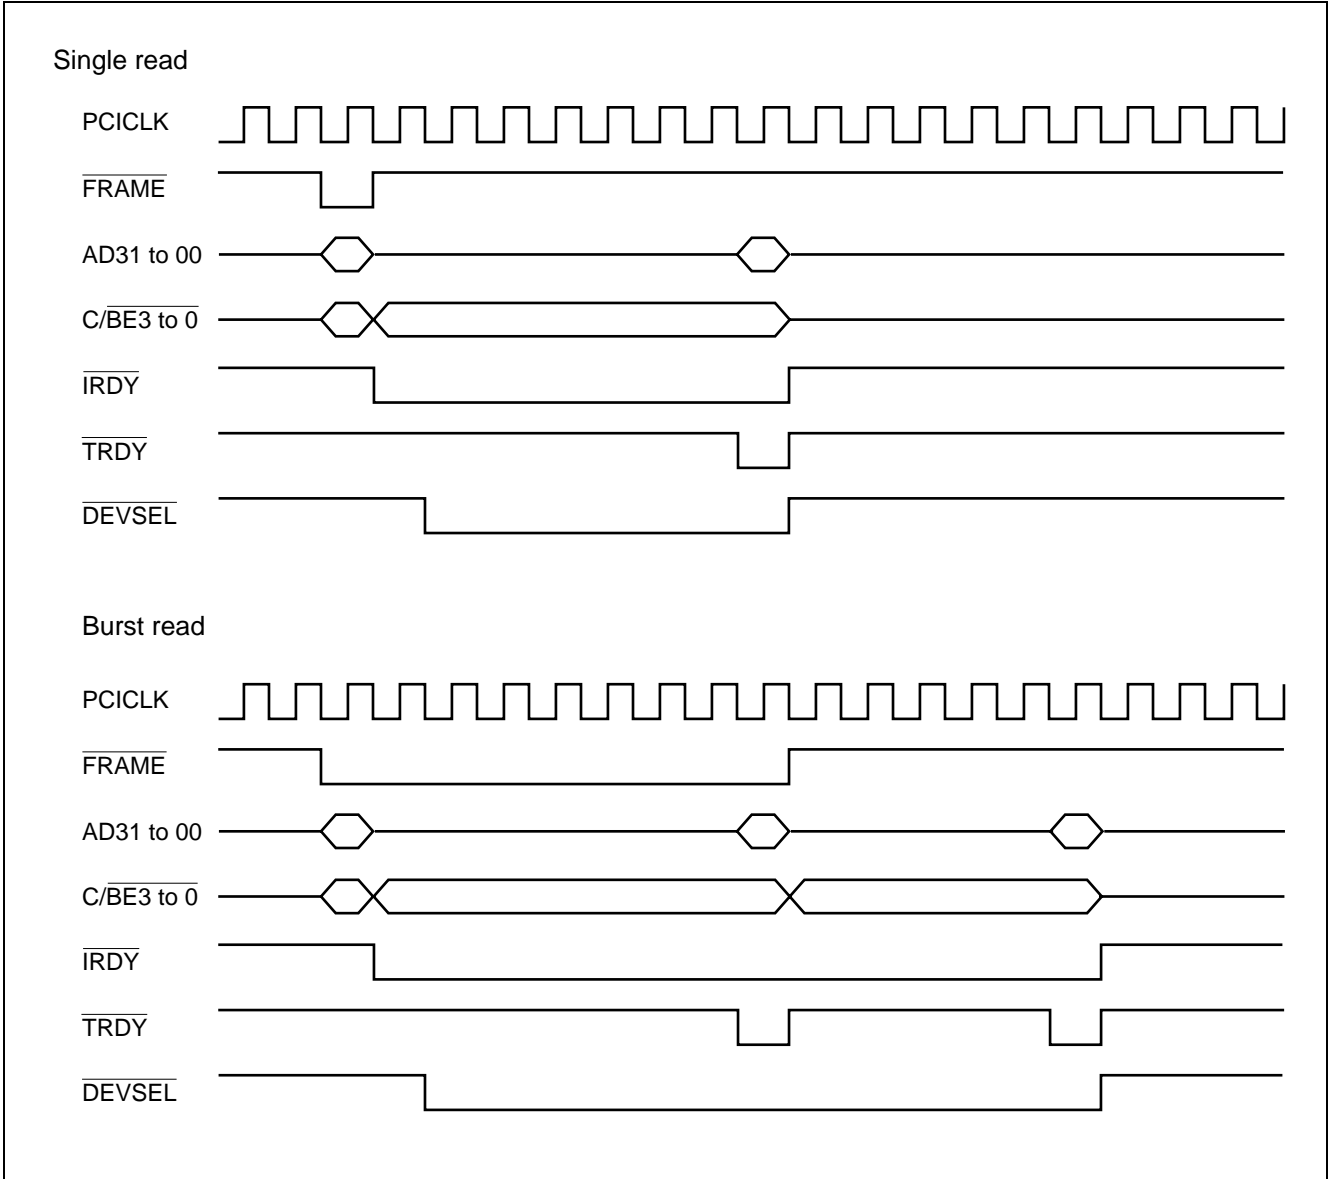 Single read
PCICLK
FRAME
AD31 to 00
C/BE3 to 0
IRDY
TRDY
DEVSEL
Burst read
PCICLK
FRAME
AD31 to 00
C/BE3 to 0
IRDY
TRDY
DEVSEL